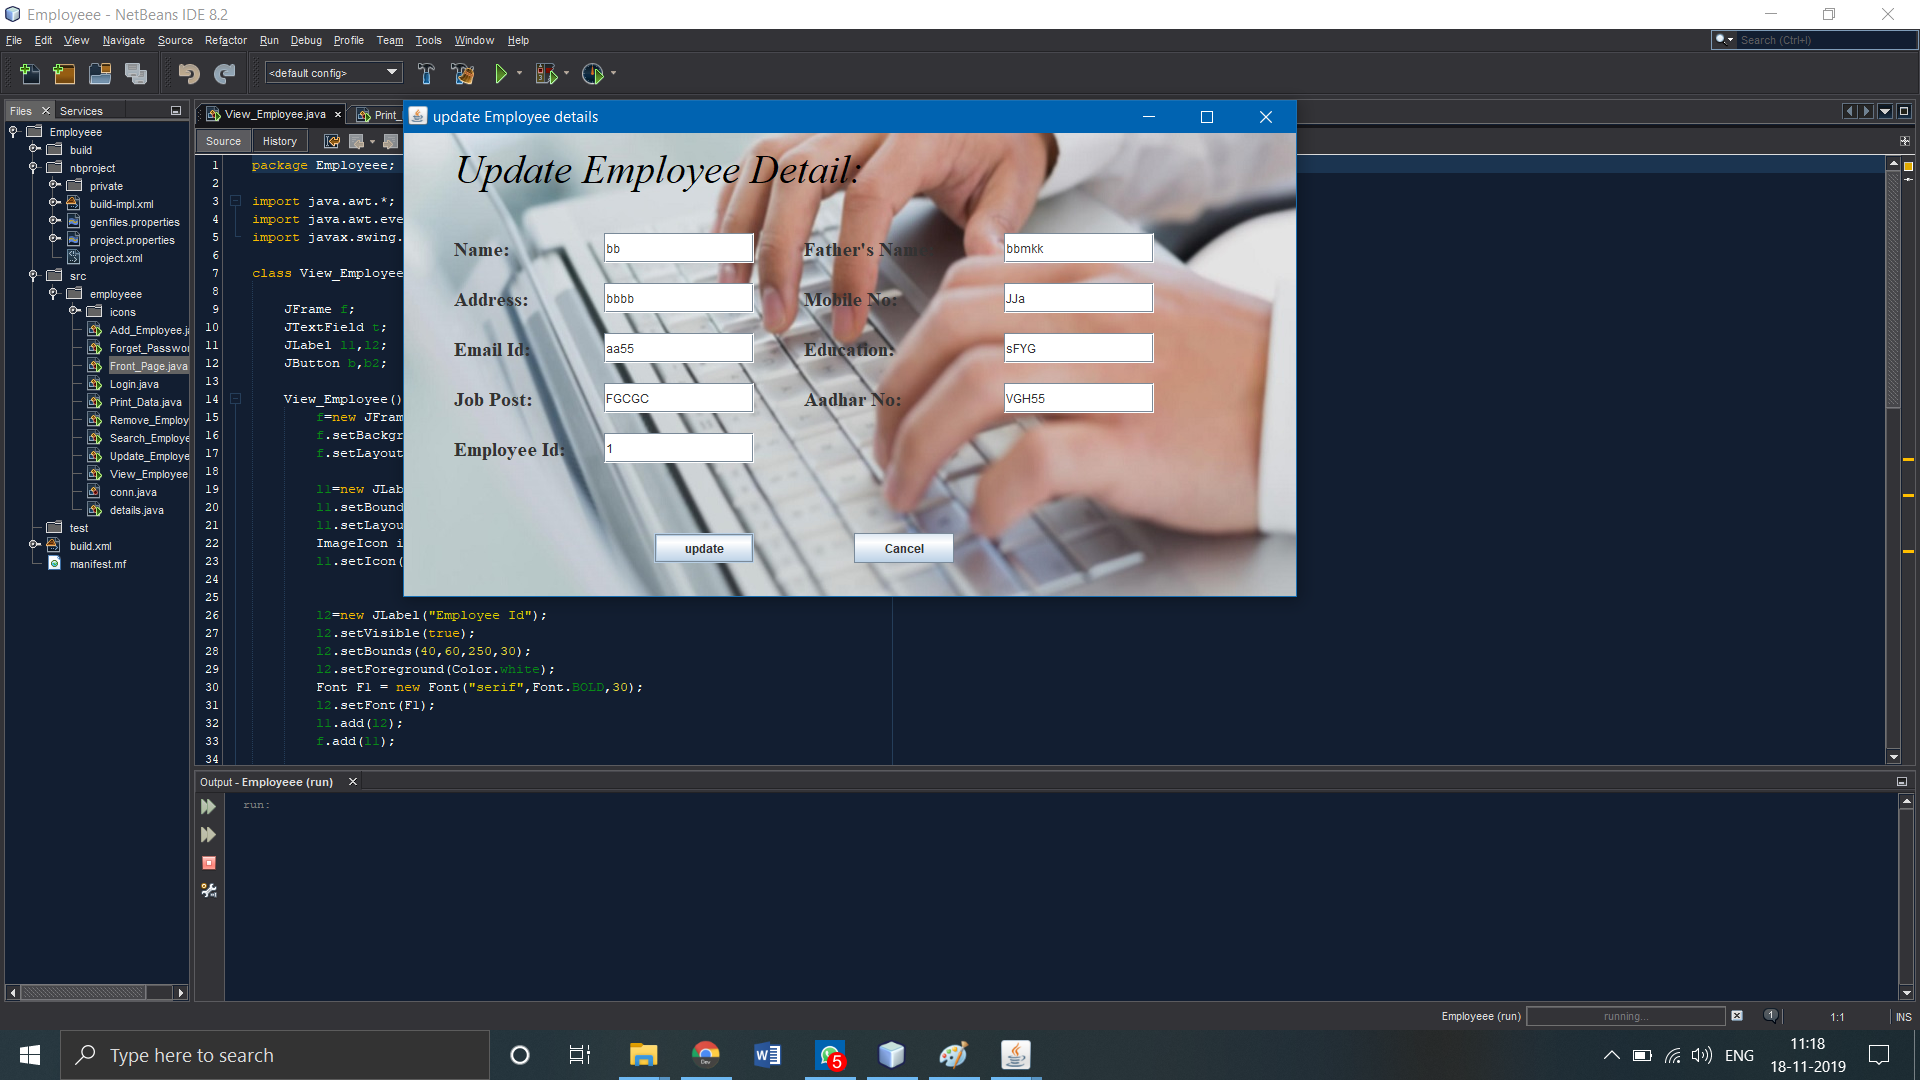 Employeee - NetBeans IDE 8.2
File Edit View Navigate Source Refactor Run Debug Profile Team Tools Window Help
Search (Ctrl+I)
<default config>
Files Services
Employeee
build
nbproject
private
build-impl.xml
genfiles.properties
project.properties
project.xml
src
employeee
icons
Add_Employee.ja
Forget_Passwor
Front_Page.java
Login.java
Print_Data.java
Remove_Employ
Search_Employe
Update_Employe
View_Employee
conn.java
details.java
test
build.xml
manifest.mf
View_Employee.java Print_
Source History
1 package Employeee;
2
3 import java.awt.*;
4 import java.awt.eve
5 import javax.swing.
6
7 class View_Employee
8
9 JFrame f;
10 JTextField t;
11 JLabel l1,l2;
12 JButton b,b2;
13
14 View_Employee()
15 f=new JFram
16 f.setBackgr
17 f.setLayout
18
19 l1=new JLab
20 l1.setBound
21 l1.setLayou
22 ImageIcon i
23 l1.setIcon(
24
25
26 l2=new JLabel("Employee Id");
27 l2.setVisible(true);
28 l2.setBounds(40,60,250,30);
29 l2.setForeground(Color.white);
30 Font F1 = new Font("serif",Font.BOLD,30);
31 l2.setFont(F1);
32 l1.add(l2);
33 f.add(l1);
34
update Employee details
Update Employee Detail:
Name: bb Father's Name bbmkk
Address: bbbb Mobile No: JJa
Email Id: aa55 Education: sFYG
Job Post: FGCGC Aadhar No: VGH55
Employee Id: 1
update Cancel
Output - Employeee (run)
run:
Employeee (run) running... 1 1:1 INS
Type here to search
Dev
5
ENG
11:18
18-11-2019